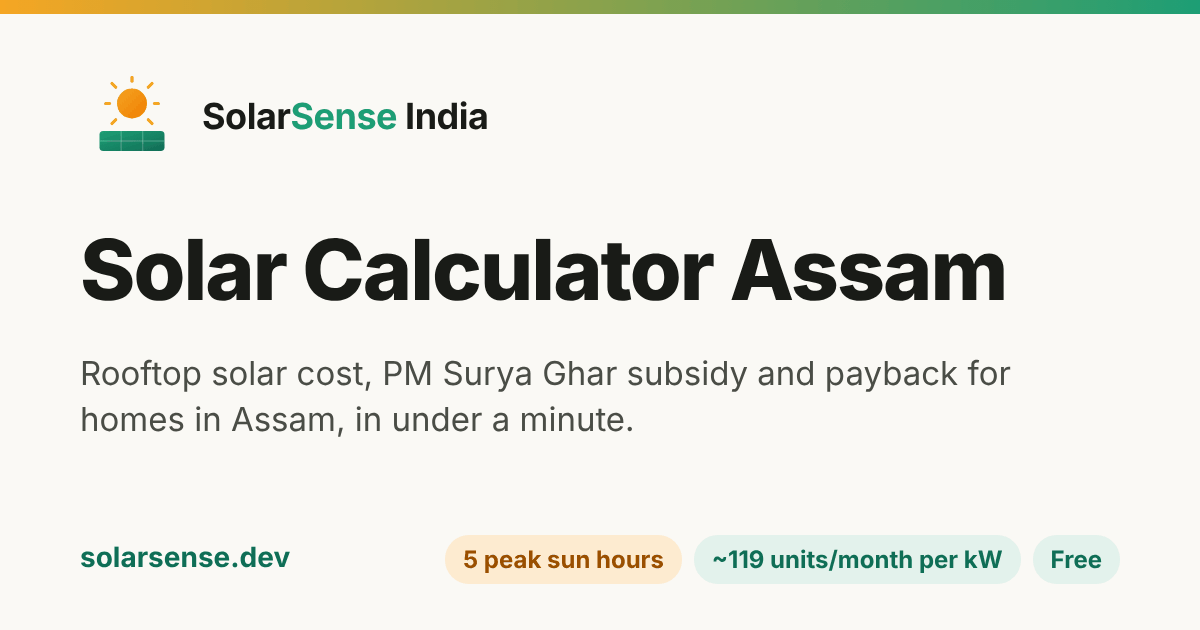 SolarSense India
Solar Calculator Assam
Rooftop solar cost, PM Surya Ghar subsidy and payback for
homes in Assam, in under a minute.
solarsense.dev
5 peak sun hours
~119 units/month per kW
Free